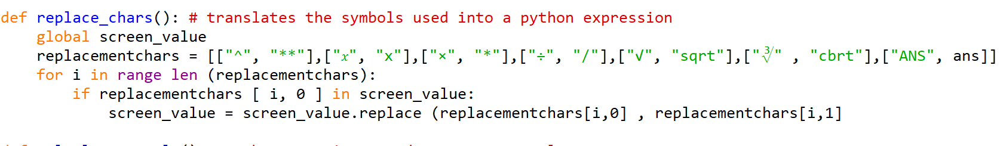 def replace_chars(): # translates the symbols used into a python expression
    global screen_value
    replacementchars = [["^", "**"],["𝑥", "x"],["×", "*"],["÷", "/"],["√", "sqrt"],["∛" , "cbrt"],["ANS", ans]]
    for i in range len (replacementchars):
        if replacementchars [ i, 0 ] in screen_value:
            screen_value = screen_value.replace (replacementchars[i,0] , replacementchars[i,1]